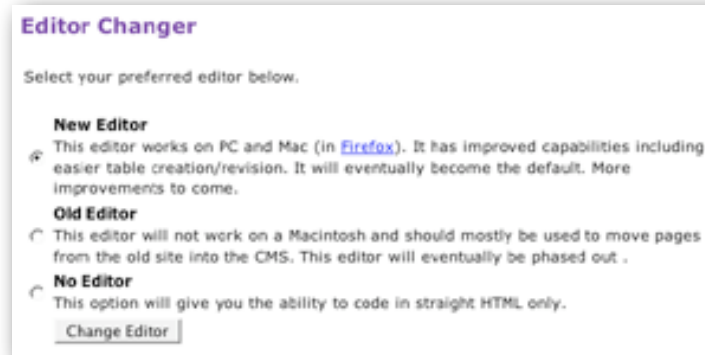 Editor Changer
Select your preferred editor below.
New Editor
This editor works on PC and Mac (in Firefox). It has improved capabilities including
easier table creation/revision. It will eventually become the default. More
improvements to come.
Old Editor
This editor will not work on a Macintosh and should mostly be used to move pages
from the old site into the CMS. This editor will eventually be phased out .
No Editor
This option will give you the ability to code in straight HTML only.
Change Editor